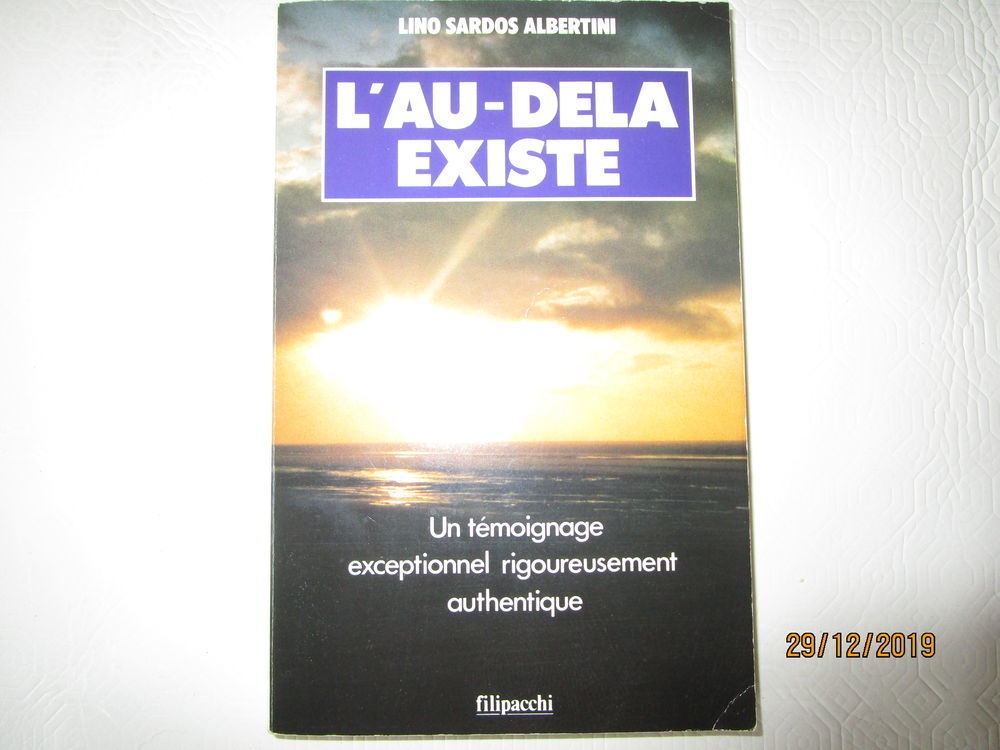 LINO SARDOS ALBERTINI
L'AU-DELA
EXISTE
Un témoignage
exceptionnel rigoureusement
authentique
29/12/2019
filipacchi